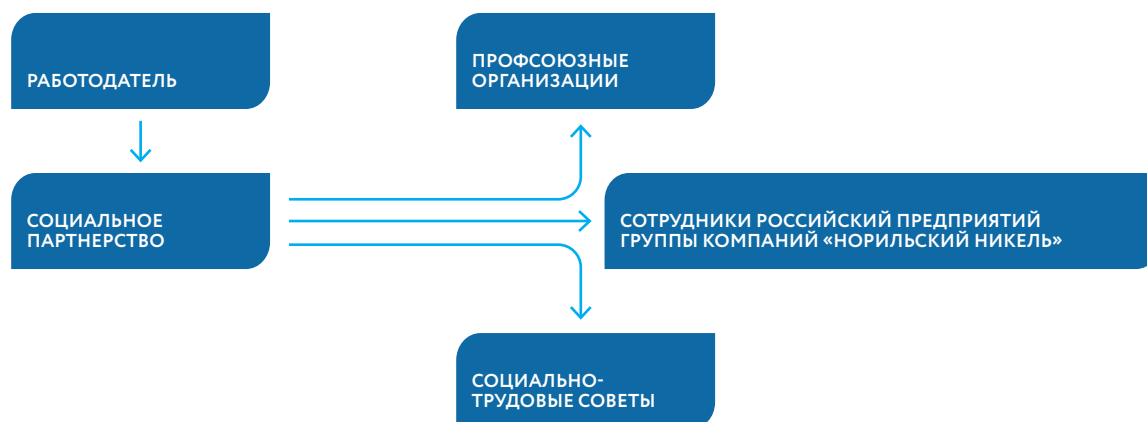 РАБОТОДАТЕЛЬ
ПРОФСОЮЗНЫЕ
ОРГАНИЗАЦИИ
СОЦИАЛЬНОЕ
ПАРТНЕРСТВО
СОТРУДНИКИ РОССИЙСКИЙ ПРЕДПРИЯТИЙ
ГРУППЫ КОМПАНИЙ «НОРИЛЬСКИЙ НИКЕЛЬ»
СОЦИАЛЬНО-
ТРУДОВЫЕ СОВЕТЫ